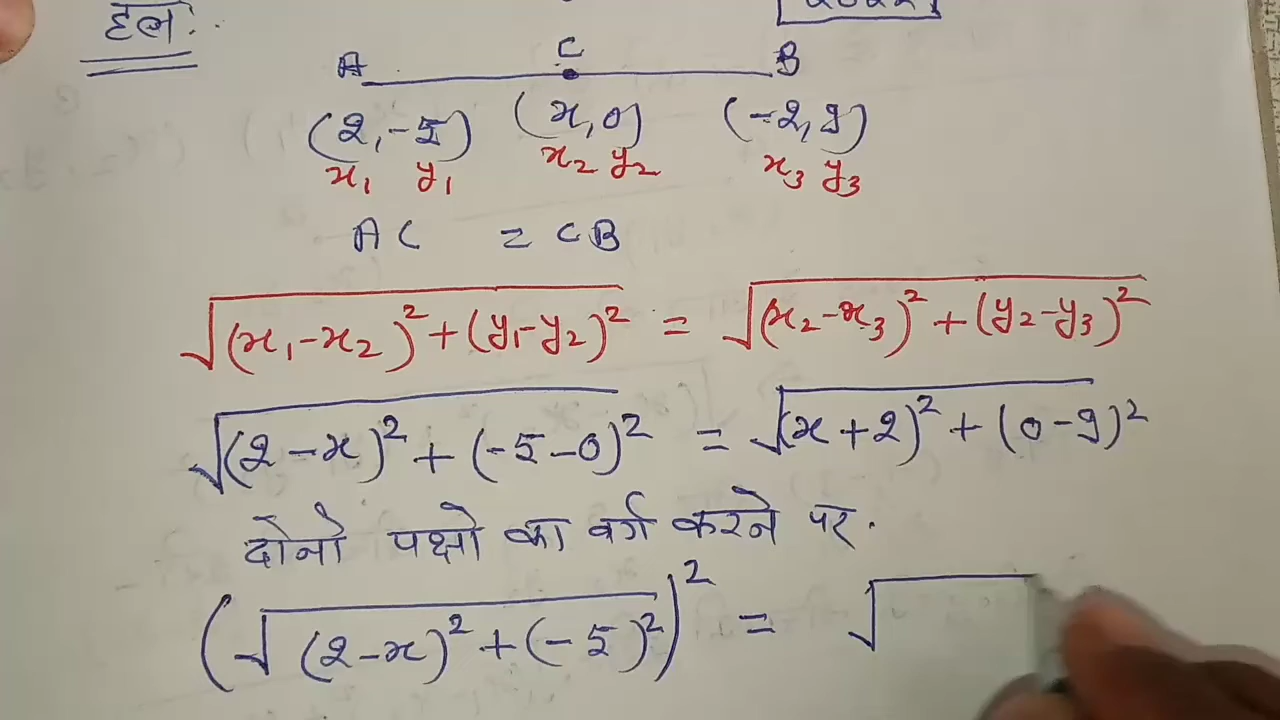 हल:
A C B
(2, -5) (x, 0) (-2, 9)
x₁ y₁ x₂ y₂ x₃ y₃
AC = CB
√(x₁-x₂)²+(y₁-y₂)² = √(x₂-x₃)²+(y₂-y₃)²
√(2-x)²+(-5-0)² = √(x+2)²+(0-9)²
दोनो पक्षो का वर्ग करने पर.
(√(2-x)²+(-5)²)² = √